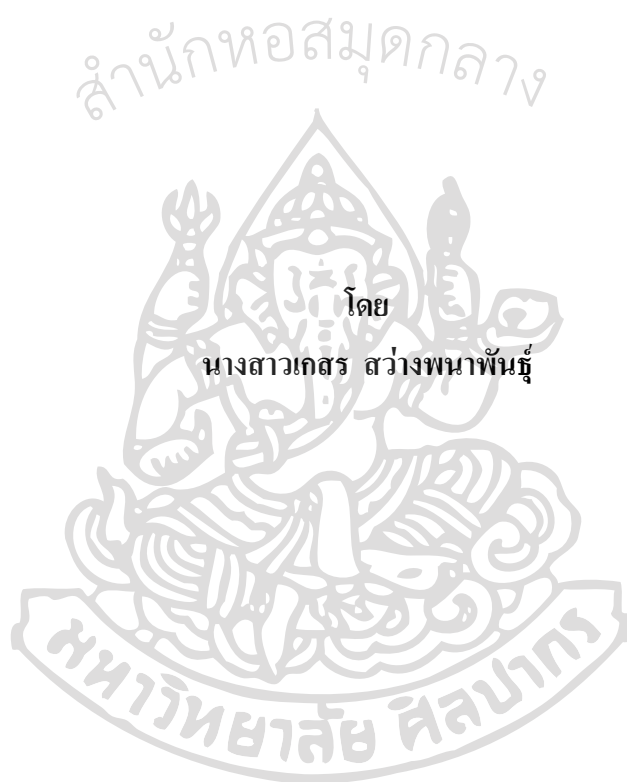 สำนักหอสมุดกลาง
โดย
นางสาวเกสร สว่างพนาพันธุ์
มหาวิทยาลัย ศิลปากร